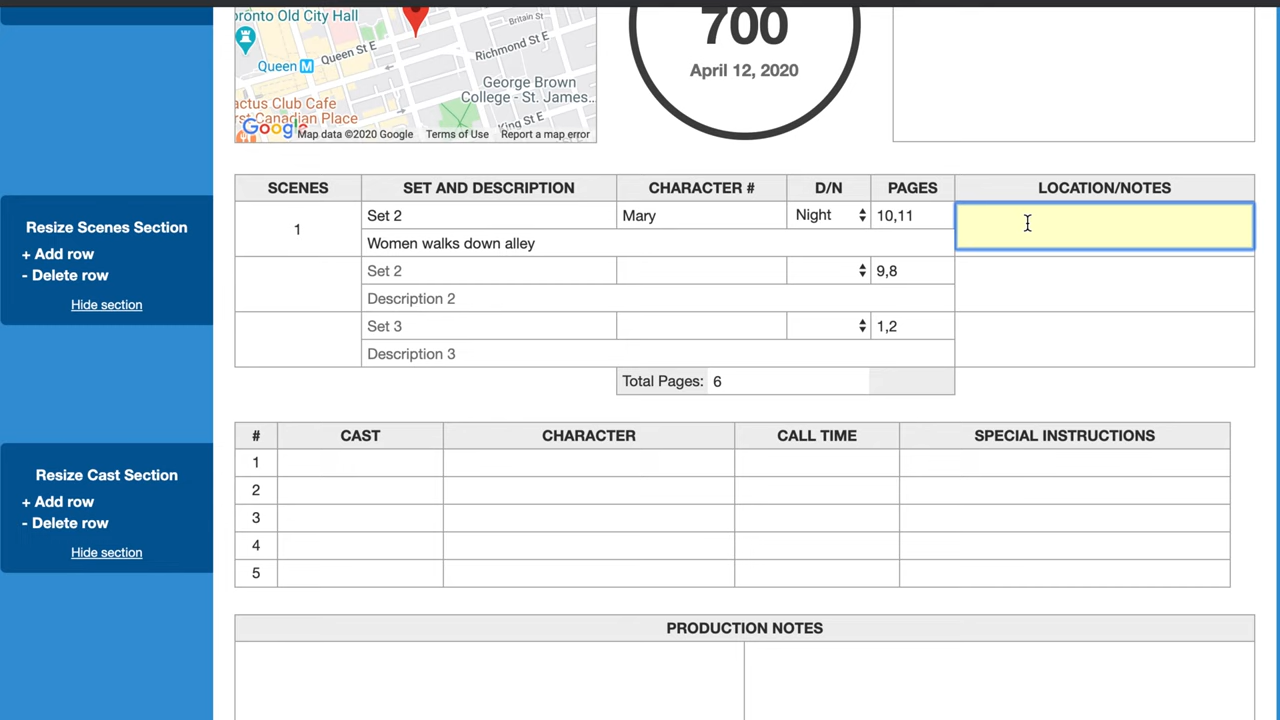 oronto Old City Hall
Britain St
Queen St E
Richmond St E
Queen M
George Brown
College - St. James...
actus Club Cafe
rst Canadian Place
King St E
Google
Map data ©2020 Google Terms of Use Report a map error
700
April 12, 2020
SCENES SET AND DESCRIPTION CHARACTER # D/N PAGES LOCATION/NOTES
1 Set 2 Mary Night 10,11
Women walks down alley
Set 2 9,8
Description 2
Set 3 1,2
Description 3
Total Pages: 6
Resize Scenes Section
+ Add row
- Delete row
Hide section
# CAST CHARACTER CALL TIME SPECIAL INSTRUCTIONS
1
2
3
4
5
Resize Cast Section
+ Add row
- Delete row
Hide section
PRODUCTION NOTES